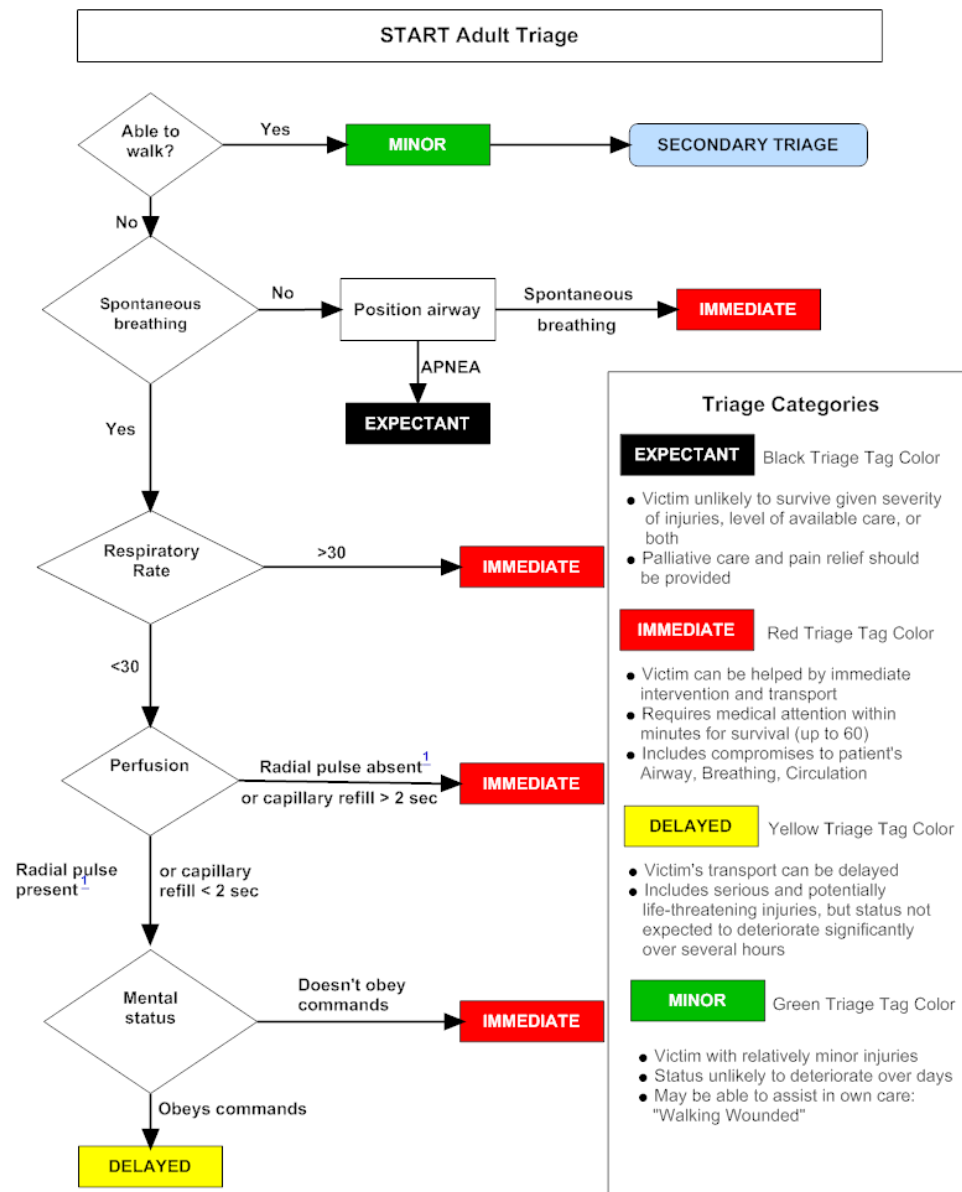 START Adult Triage
Able to
walk?
Yes
MINOR
SECONDARY TRIAGE
No
Spontaneous
breathing
No
Position airway
Spontaneous
breathing
IMMEDIATE
APNEA
EXPECTANT
Yes
Respiratory
Rate
>30
IMMEDIATE
<30
Perfusion
Radial pulse absent 1
or capillary refill > 2 sec
IMMEDIATE
Radial pulse
present 1
or capillary
refill < 2 sec
Mental
status
Doesn't obey
commands
IMMEDIATE
Obeys commands
DELAYED
Triage Categories
EXPECTANT Black Triage Tag Color
● Victim unlikely to survive given severity
of injuries, level of available care, or
both
● Palliative care and pain relief should
be provided
IMMEDIATE Red Triage Tag Color
● Victim can be helped by immediate
intervention and transport
● Requires medical attention within
minutes for survival (up to 60)
● Includes compromises to patient's
Airway, Breathing, Circulation
DELAYED Yellow Triage Tag Color
● Victim's transport can be delayed
● Includes serious and potentially
life-threatening injuries, but status not
expected to deteriorate significantly
over several hours
MINOR Green Triage Tag Color
● Victim with relatively minor injuries
● Status unlikely to deteriorate over days
● May be able to assist in own care:
"Walking Wounded"